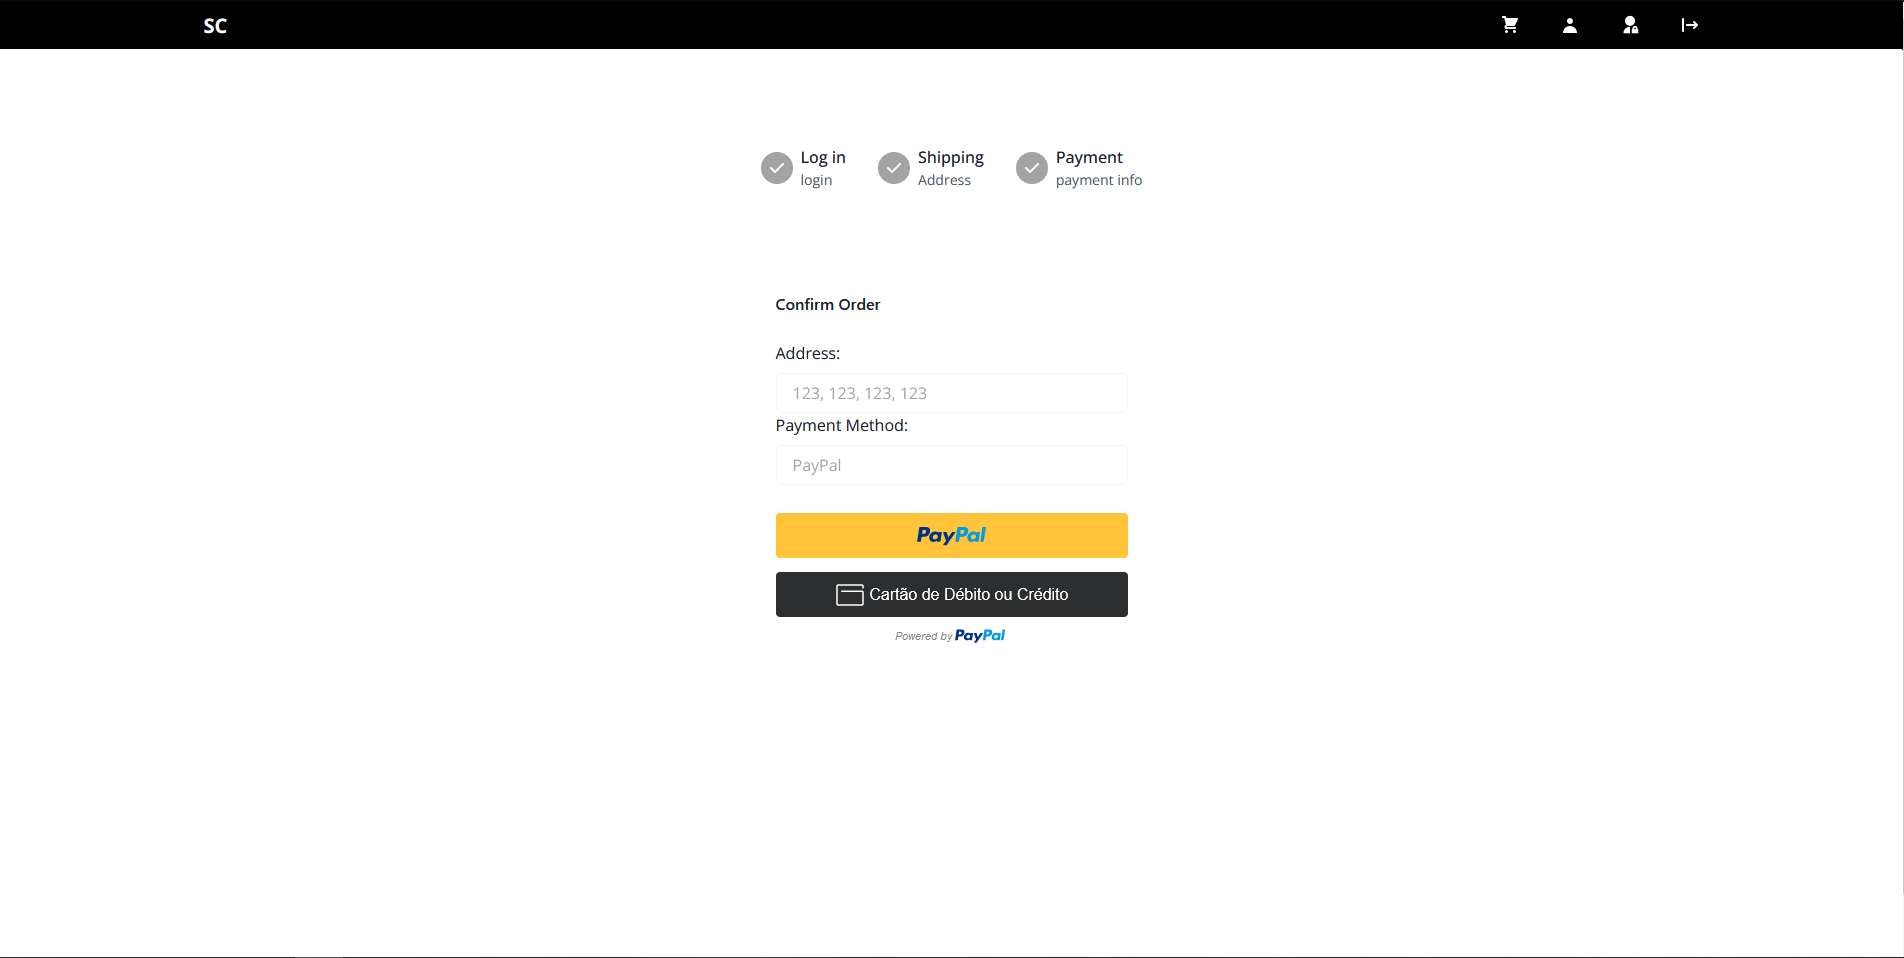 SC
Log in
login
Shipping
Address
Payment
payment info
Confirm Order
Address:
123, 123, 123, 123
Payment Method:
PayPal
PayPal
Cartão de Débito ou Crédito
Powered by PayPal